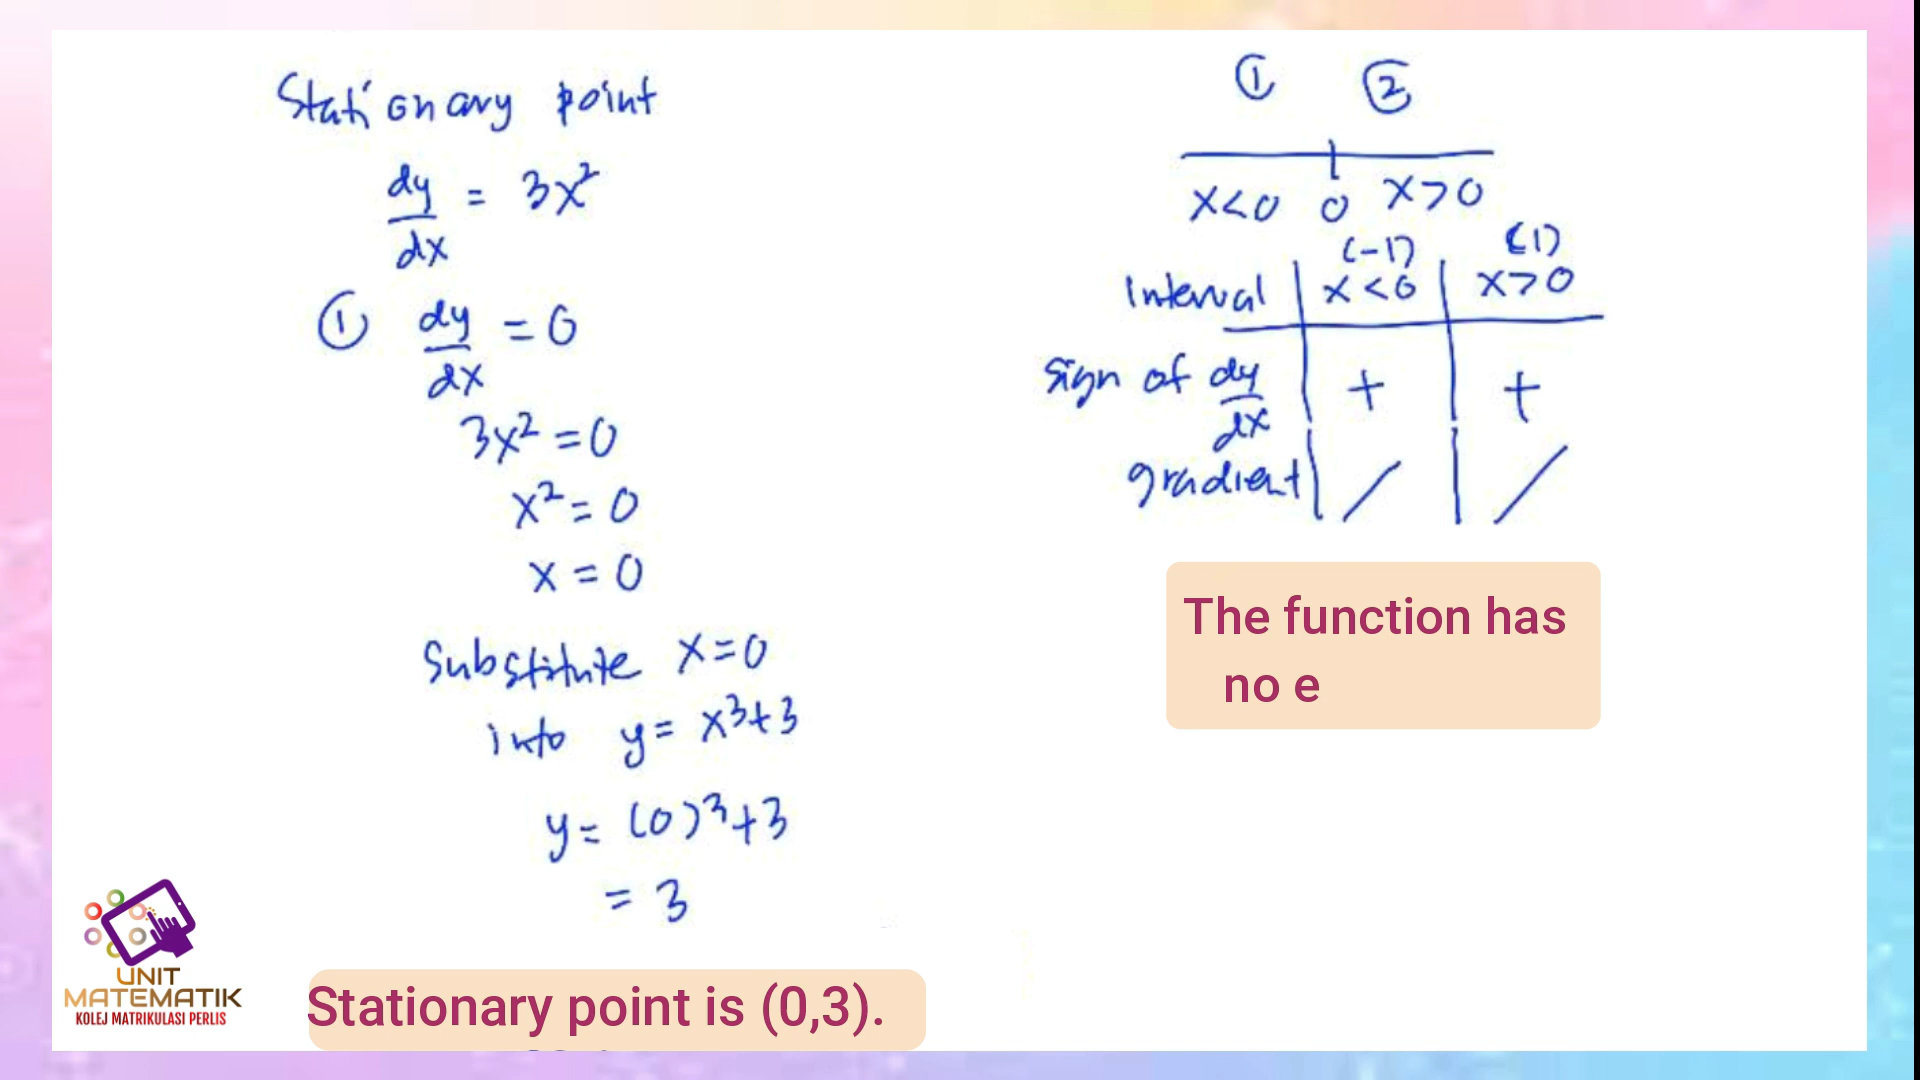 Stationary point
dy/dx = 3x²
① dy/dx = 0
3x² = 0
x² = 0
x = 0
Substitute x=0
into y = x³+3
y = (0)³+3
= 3
Stationary point is (0,3).
① ②
x<0 0 x>0
(-1) (1)
Interval x<0 x>0
Sign of dy/dx + +
gradient / /
The function has
no e
UNIT
MATEMATIK
KOLEJ MATRIKULASI PERLIS